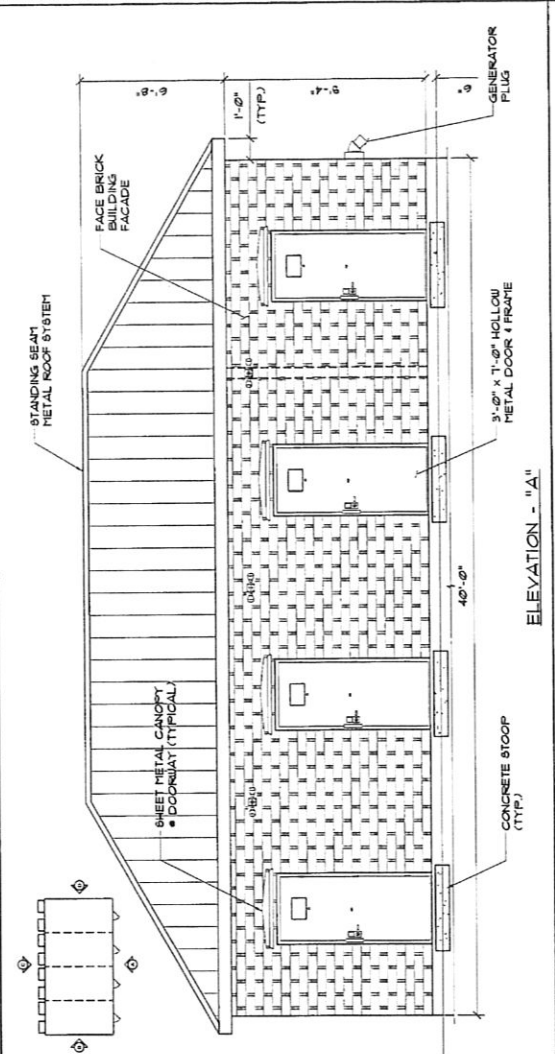 STANDING SEAM
METAL ROOF SYSTEM
FACE BRICK
BUILDING
FACADE
SHEET METAL CANOPY
@ DOORWAY (TYPICAL)
6'-8"
1'-0"
(TYP.)
9'-4"
6"
GENERATOR
PLUG
3'-0" x 7'-0" HOLLOW
METAL DOOR & FRAME
40'-0"
CONCRETE STOOP
(TYP.)
ELEVATION - "A"